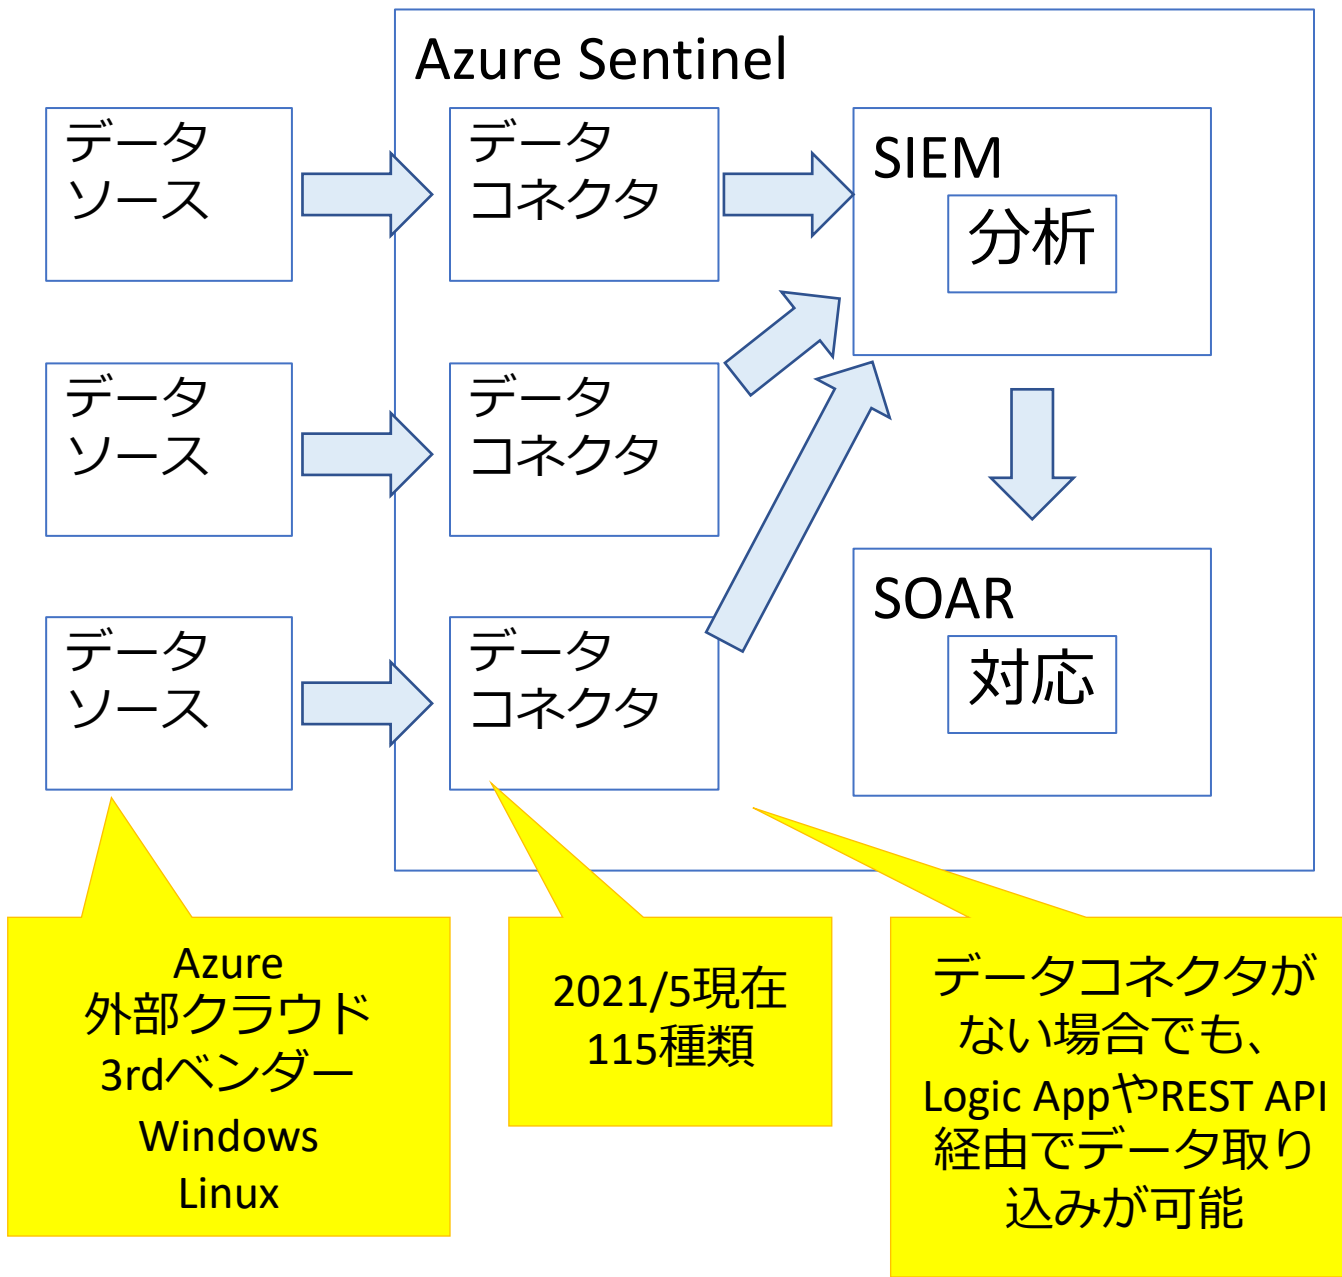 Azure Sentinel
データ
ソース
データ
コネクタ
SIEM
分析
データ
ソース
データ
コネクタ
データ
ソース
データ
コネクタ
SOAR
対応
Azure
外部クラウド
3rdベンダー
Windows
Linux
2021/5現在
115種類
データコネクタが
ない場合でも、
Logic AppやREST API
経由でデータ取り
込みが可能